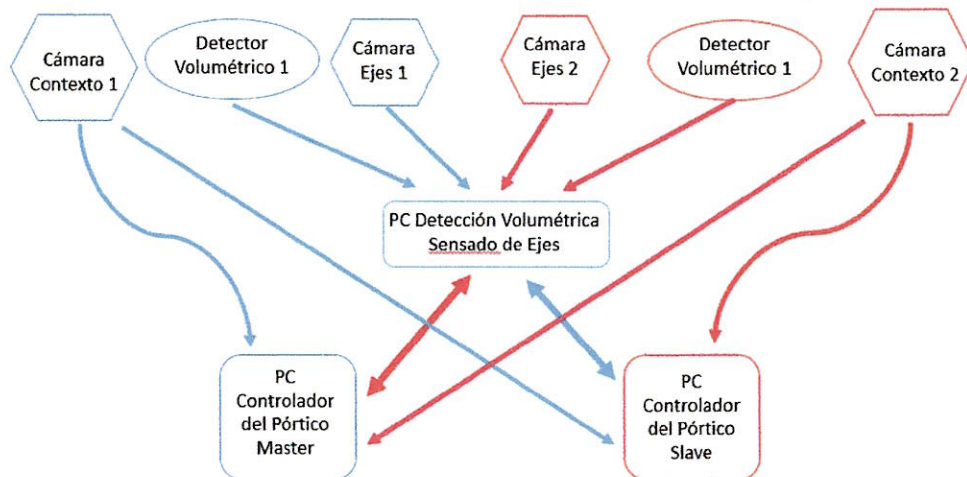 Cámara
Contexto 1
Detector
Volumétrico 1
Cámara
Ejes 1
Cámara
Ejes 2
Detector
Volumétrico 1
Cámara
Contexto 2
PC Detección Volumétrica
Sensado de Ejes
PC
Controlador
del Pórtico
Master
PC
Controlador
del Pórtico
Slave